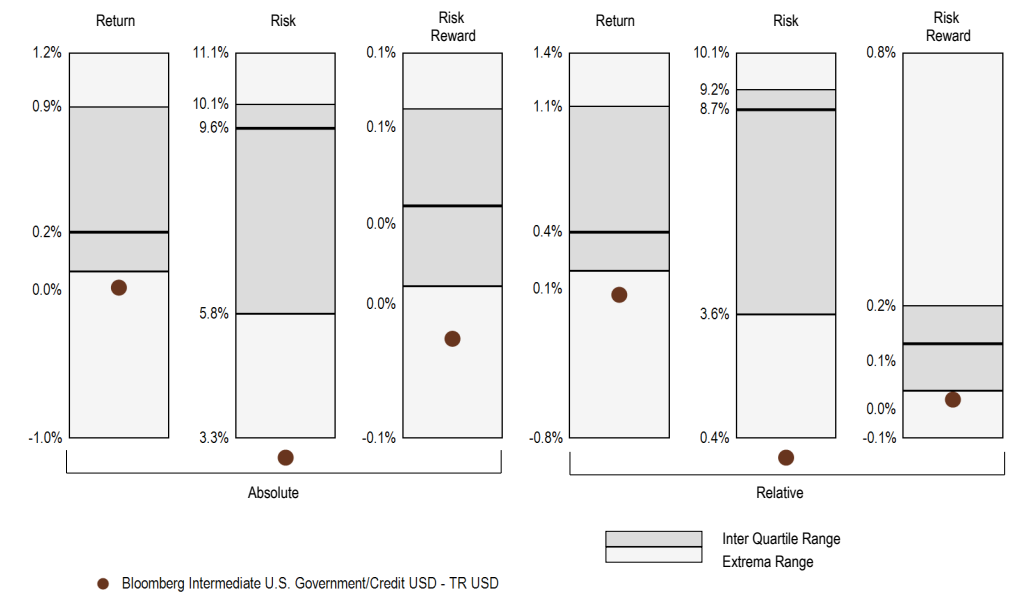 Return
1.2%
0.9%
0.2%
0.0%
-1.0%
Risk
11.1%
10.1%
9.6%
5.8%
3.3%
Risk
Reward
0.1%
0.1%
0.0%
0.0%
-0.1%
Absolute
Return
1.4%
1.1%
0.4%
0.1%
-0.8%
Risk
10.1%
9.2%
8.7%
3.6%
0.4%
Risk
Reward
0.8%
0.2%
0.1%
0.0%
-0.1%
Relative
Inter Quartile Range
Extrema Range
Bloomberg Intermediate U.S. Government/Credit USD - TR USD